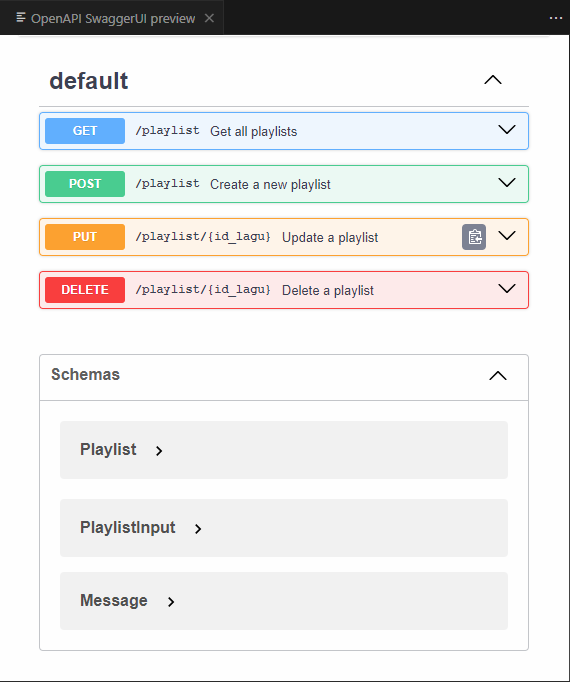 OpenAPI SwaggerUI preview
default
GET /playlist Get all playlists
POST /playlist Create a new playlist
PUT /playlist/{id_lagu} Update a playlist
DELETE /playlist/{id_lagu} Delete a playlist
Schemas
Playlist
PlaylistInput
Message